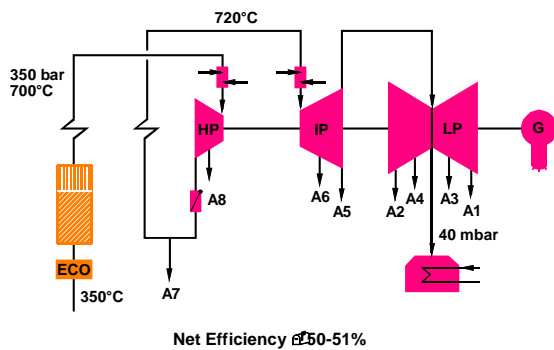 720°C
350 bar
700°C
HP
IP
LP
G
A8
A6
A5
A2
A4
A3
A1
40 mbar
ECO
350°C
A7
Net Efficiency 50-51%